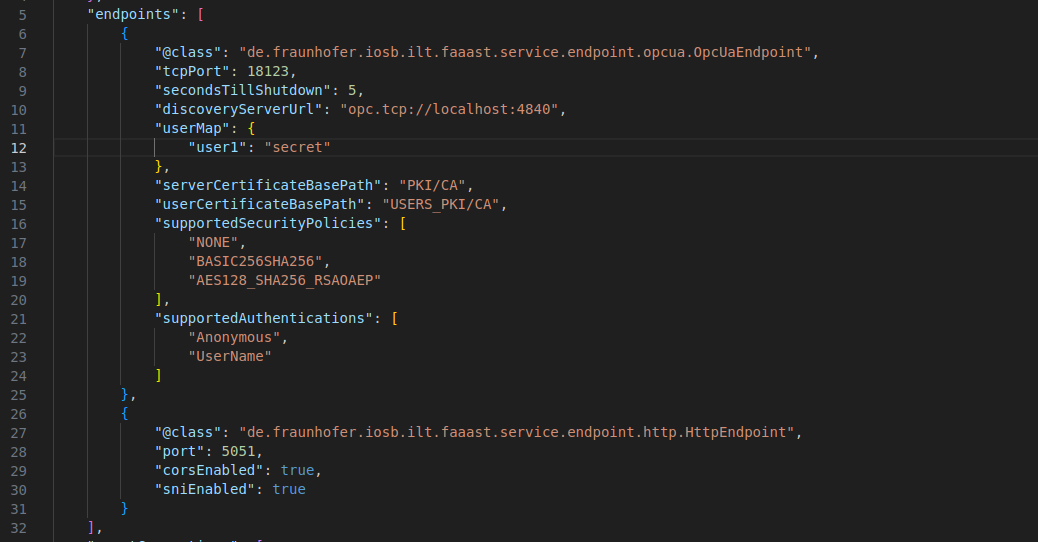 5 "endpoints": [
6 {
7 "@class": "de.fraunhofer.iosb.ilt.faaast.service.endpoint.opcua.OpcUaEndpoint",
8 "tcpPort": 18123,
9 "secondsTillShutdown": 5,
10 "discoveryServerUrl": "opc.tcp://localhost:4840",
11 "userMap": {
12 "user1": "secret"
13 },
14 "serverCertificateBasePath": "PKI/CA",
15 "userCertificateBasePath": "USERS_PKI/CA",
16 "supportedSecurityPolicies": [
17 "NONE",
18 "BASIC256SHA256",
19 "AES128_SHA256_RSAOAEP"
20 ],
21 "supportedAuthentications": [
22 "Anonymous",
23 "UserName"
24 ]
25 },
26 {
27 "@class": "de.fraunhofer.iosb.ilt.faaast.service.endpoint.http.HttpEndpoint",
28 "port": 5051,
29 "corsEnabled": true,
30 "sniEnabled": true
31 }
32 ],